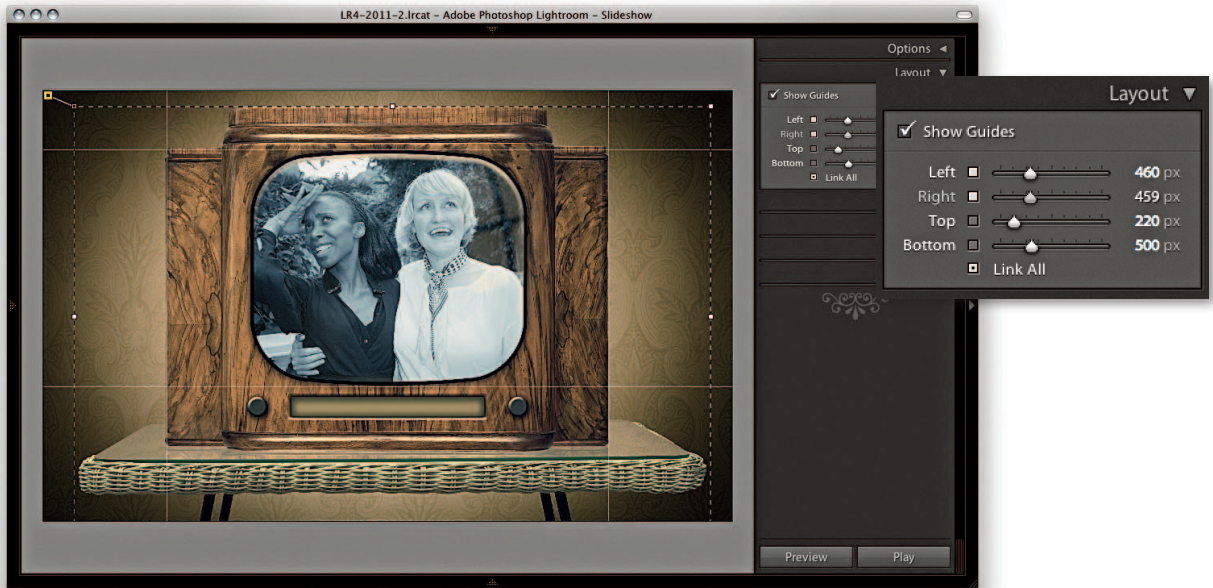 LR4-2011-2.lrcat – Adobe Photoshop Lightroom – Slideshow
Options
Layout
Show Guides
Left
Right
Top
Bottom
Link All
Layout
Show Guides
Left 460 px
Right 459 px
Top 220 px
Bottom 500 px
Link All
Preview
Play